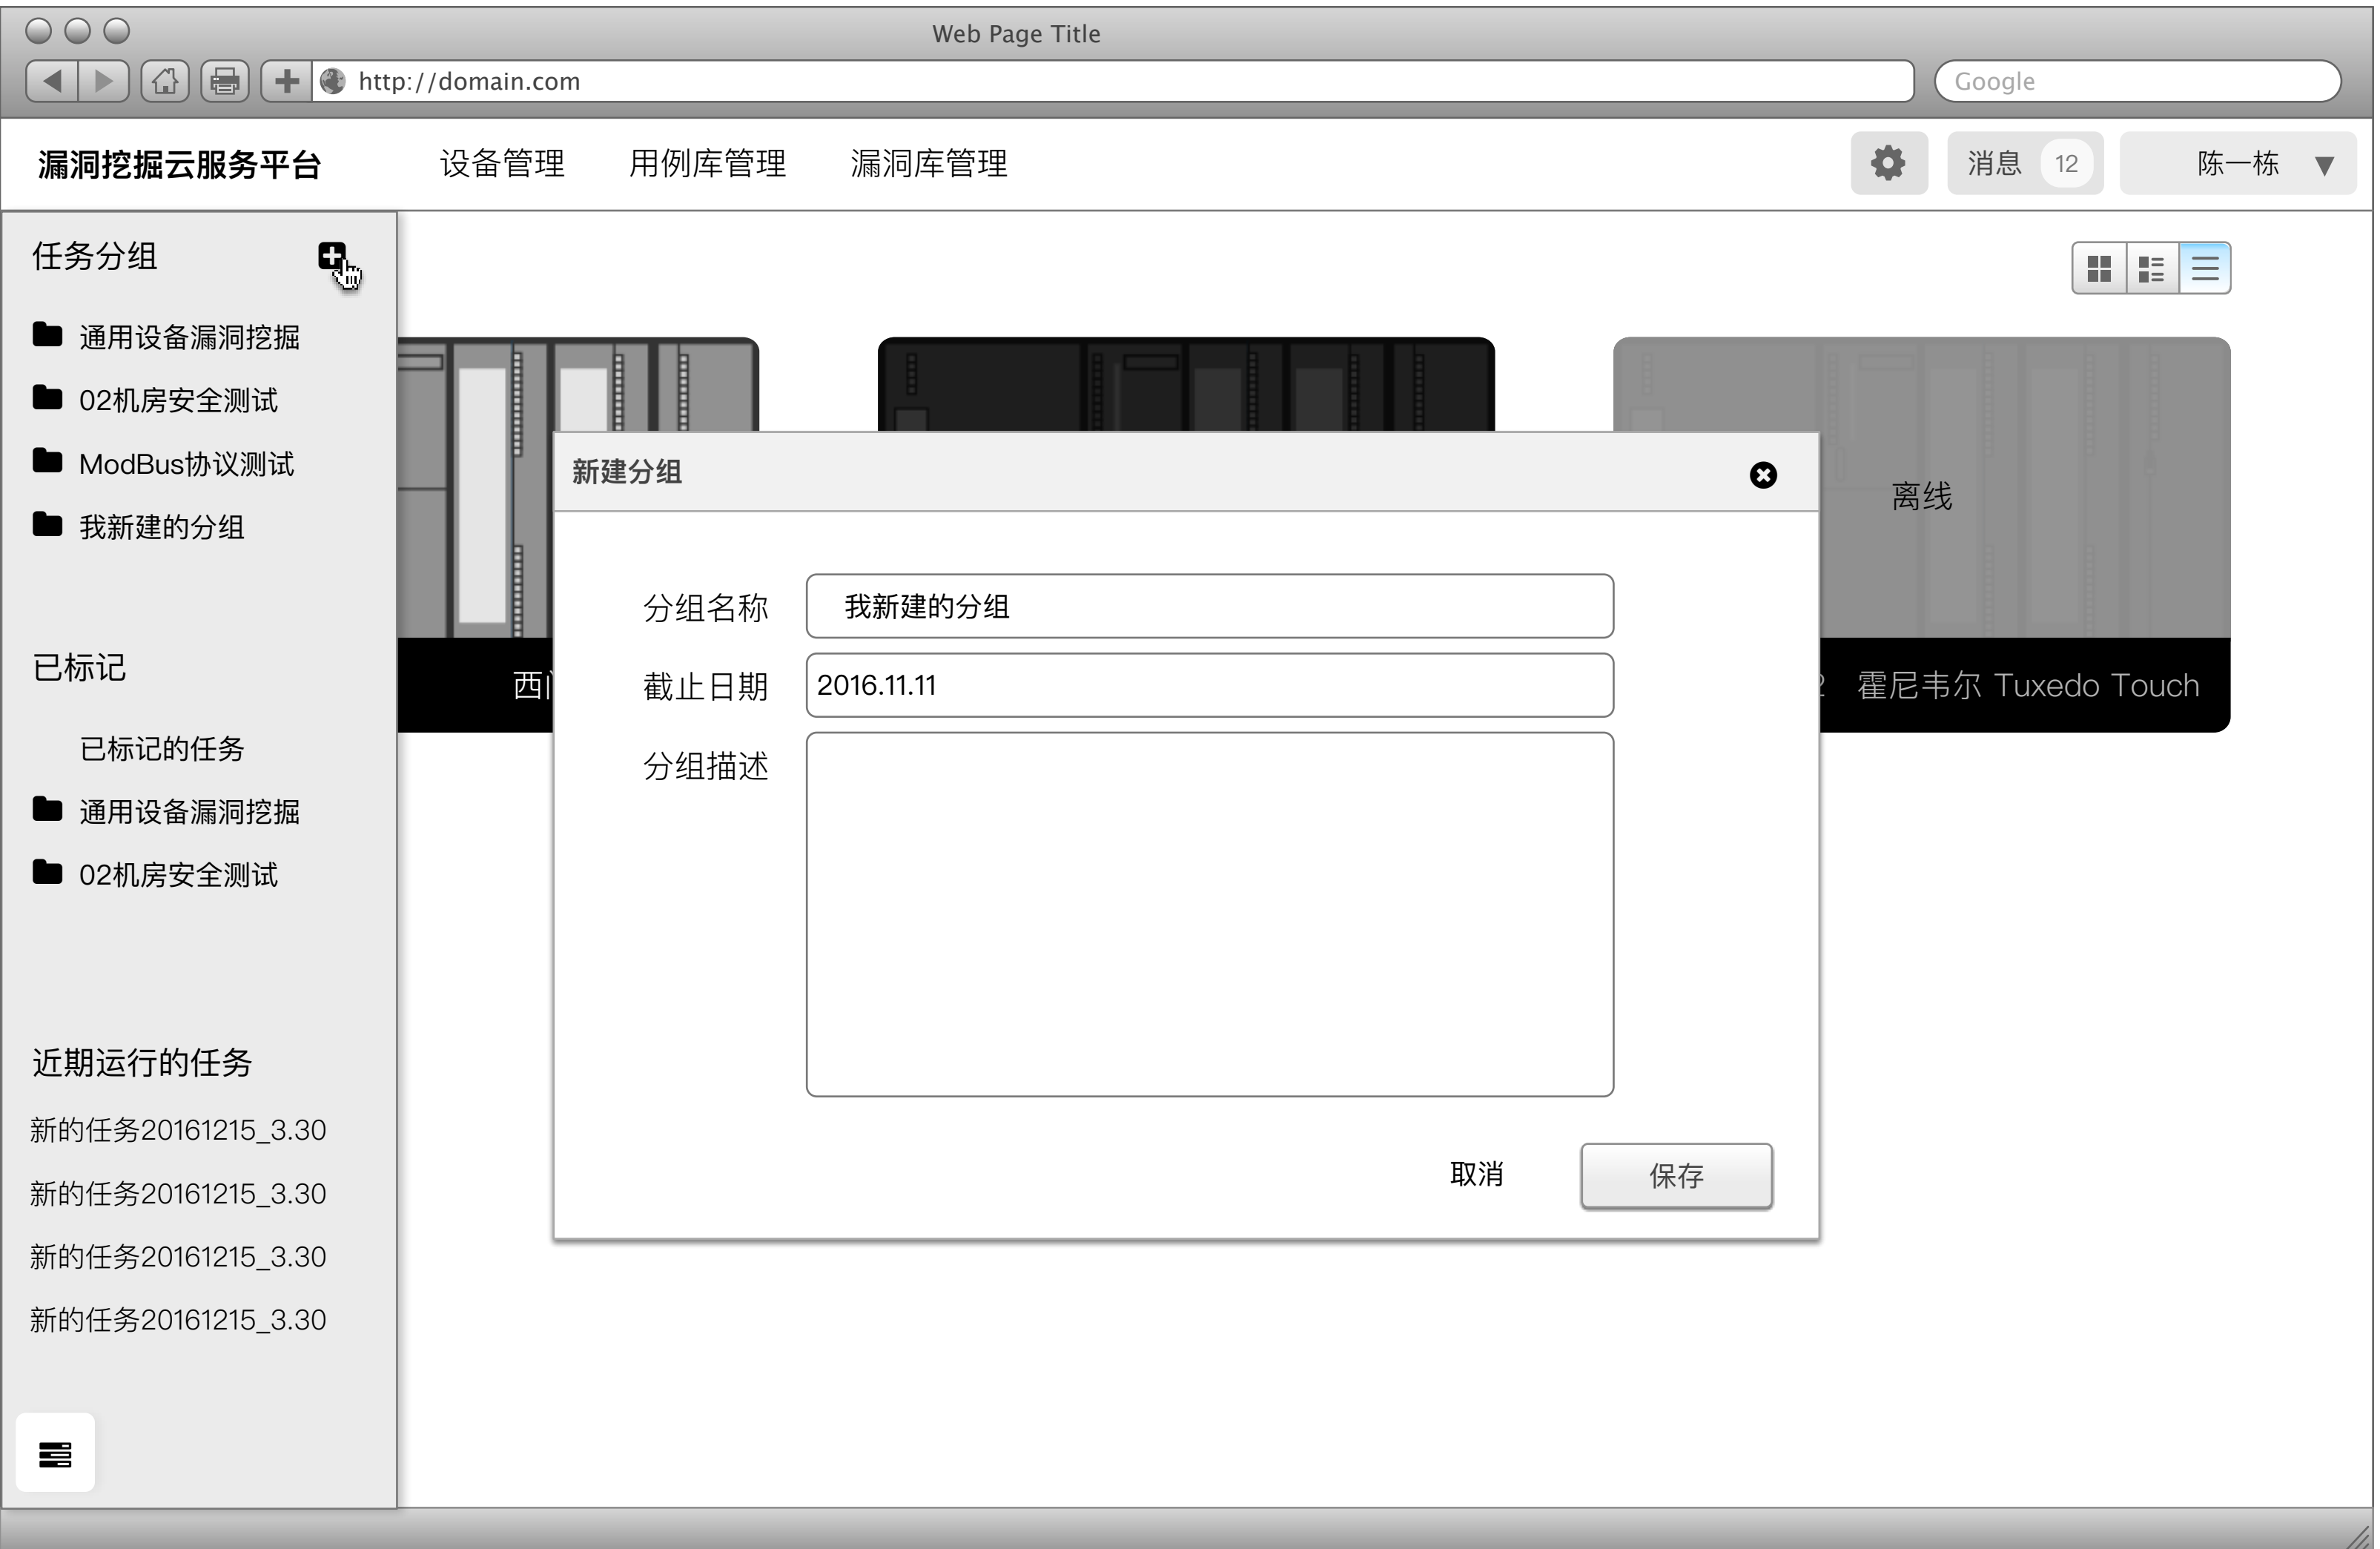 Web Page Title
http://domain.com
Google
漏洞挖掘云服务平台 设备管理 用例库管理 漏洞库管理 消息 12 陈一栋
任务分组
通用设备漏洞挖掘
02机房安全测试
ModBus协议测试
我新建的分组
已标记
已标记的任务
通用设备漏洞挖掘
02机房安全测试
近期运行的任务
新的任务20161215_3.30
新的任务20161215_3.30
新的任务20161215_3.30
新的任务20161215_3.30
离线
西
霍尼韦尔 Tuxedo Touch
新建分组
分组名称 我新建的分组
截止日期 2016.11.11
分组描述
取消 保存